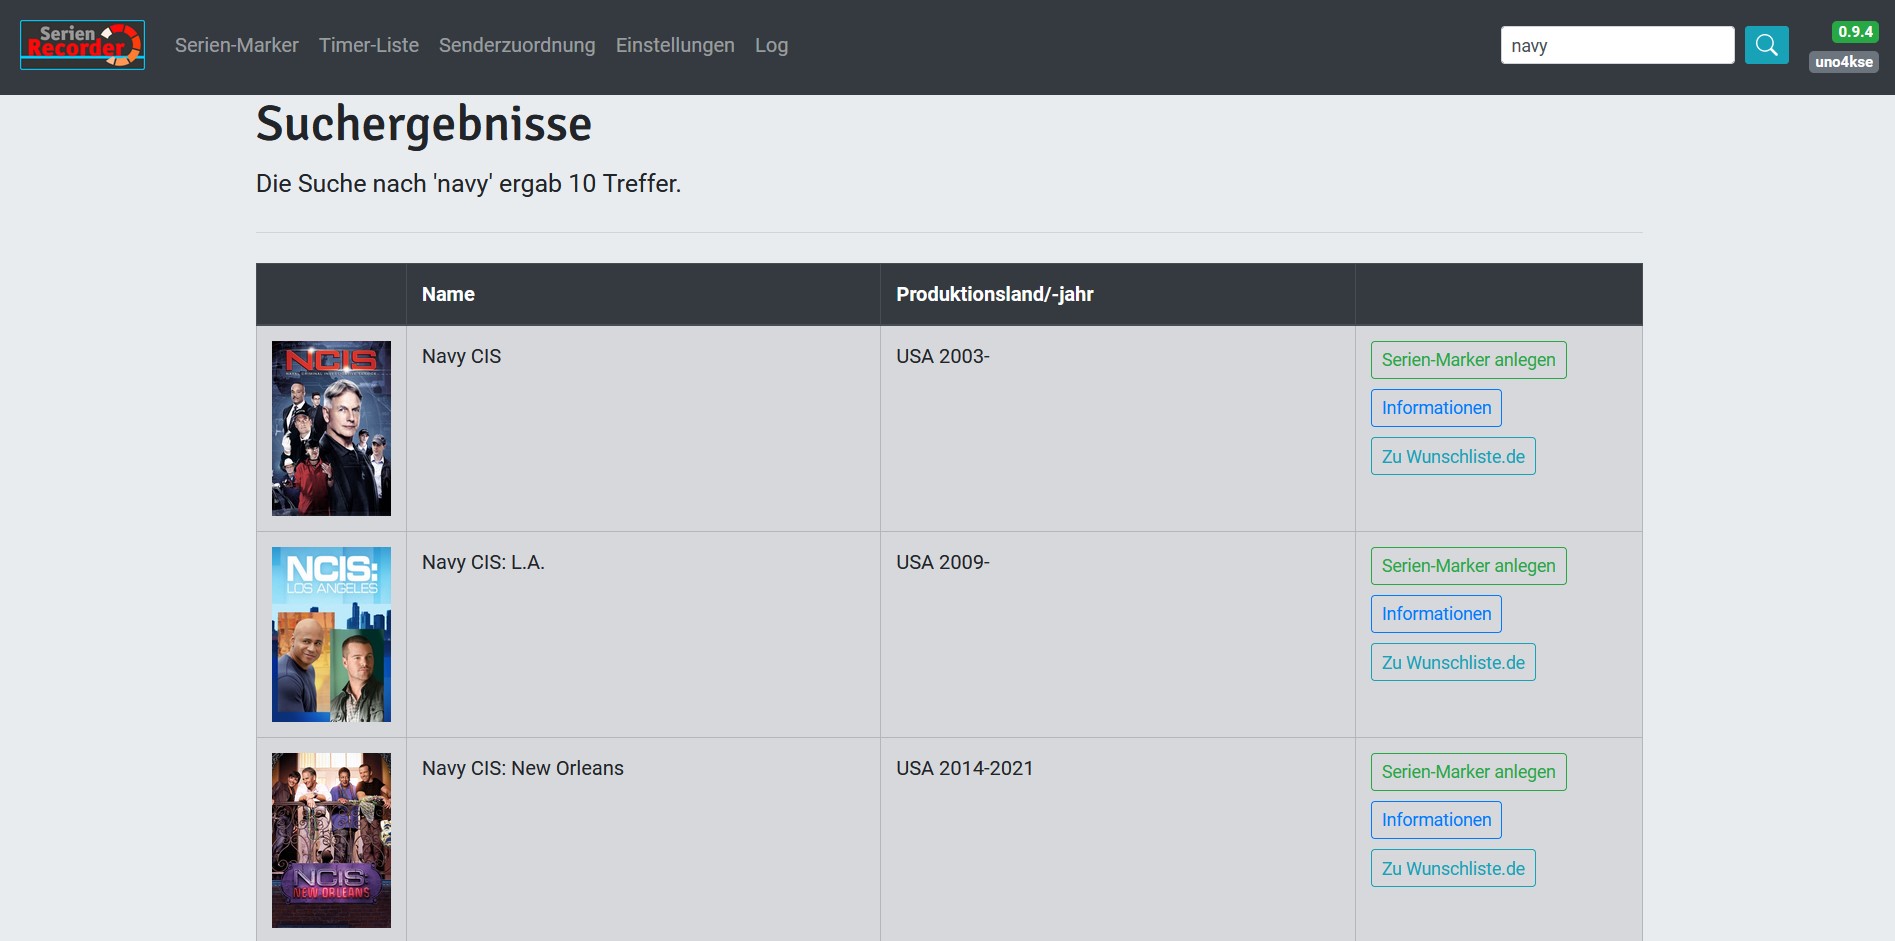 Serien
Recorder
Serien-Marker
Timer-Liste
Senderzuordnung
Einstellungen
Log
navy
0.9.4
uno4kse
Suchergebnisse
Die Suche nach 'navy' ergab 10 Treffer.
Name
Produktionsland/-jahr
NCIS
Navy CIS
USA 2003-
Serien-Marker anlegen
Informationen
Zu Wunschliste.de
NCIS:
LOS ANGELES
Navy CIS: L.A.
USA 2009-
Serien-Marker anlegen
Informationen
Zu Wunschliste.de
NCIS:
NEW ORLEANS
Navy CIS: New Orleans
USA 2014-2021
Serien-Marker anlegen
Informationen
Zu Wunschliste.de